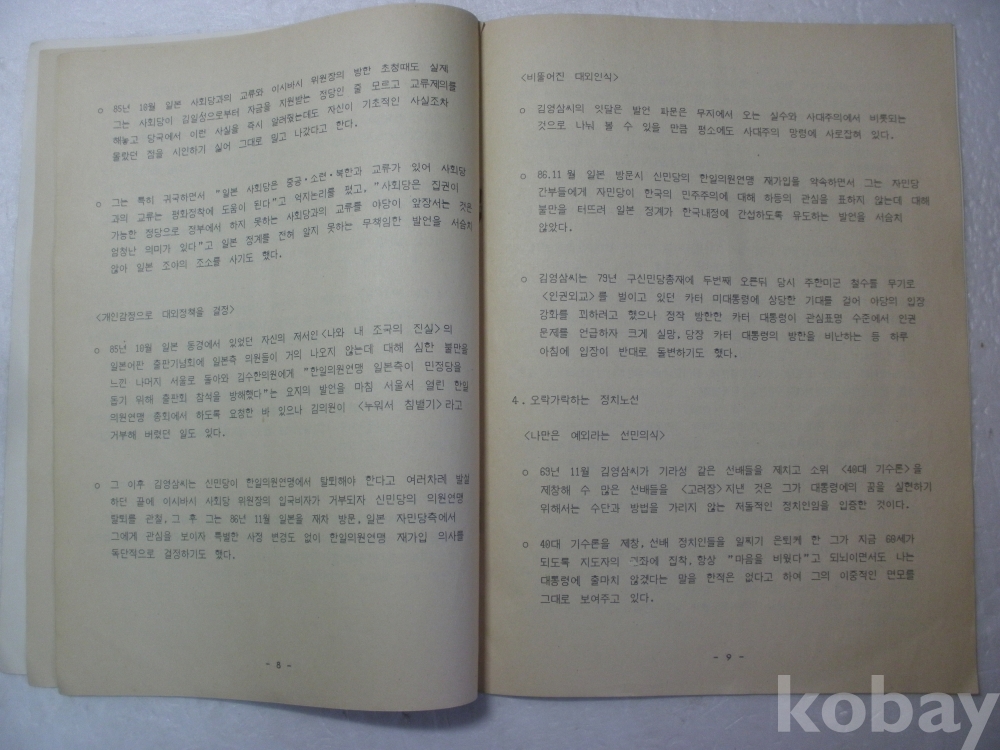 ○ 85년 10월 일본 사회당과의 교류와 이시바시 위원장의 방한 초청때도 실제
그는 사회당이 김일성으로부터 자금을 지원받는 정당인 줄 모르고 교류제의를
해놓고 당국에서 이런 사실을 즉시 알려줬는데도 자신이 기초적인 사실조차
몰랐던 점을 시인하기 싫어 그대로 밀고 나갔다고 한다.
○ 그는 특히 귀국하면서 "일본 사회당은 중공·소련·북한과 교류가 있어 사회당
과의 교류는 평화정착에 도움이 된다"고 억지논리를 폈고, "사회당은 집권이
가능한 정당으로 정부에서 하지 못하는 사회당과의 교류를 야당이 앞장서는 것은
엄청난 의미가 있다"고 일본 정계를 전혀 알지 못하는 무책임한 발언을 서슴치
않아 일본 조야의 조소를 사기도 했다.
<개인감정으로 대외정책을 결정>
○ 85년 10월 일본 동경에서 있었던 자신의 저서인 <나와 내 조국의 진실>의
일본어판 출판기념회에 일본측 의원들이 거의 나오지 않는데 대해 심한 불만을
느낀 나머지 서울로 돌아와 김수한의원에게 "한일의원연맹 일본측이 민정당을
돕기 위해 출판회 참석을 방해했다"는 요지의 발언을 마침 서울서 열린 한일
의원연맹 총회에서 하도록 요청한 바 있으나 김의원이 <누워서 침뱉기>라고
거부해 버렸던 일도 있다.
○ 그 이후 김영삼씨는 신민당이 한일의원연맹에서 탈퇴해야 한다고 여러차례 발설
하던 끝에 이시바시 사회당 위원장의 입국비자가 거부되자 신민당의 의원연맹
탈퇴를 관철, 그 후 그는 86년 11월 일본을 재차 방문, 일본 자민당측에서
그에게 관심을 보이자 특별한 사정 변경도 없이 한일의원연맹 재가입 의사를
독단적으로 결정하기도 했다.
- 8 -
<비뚤어진 대외인식>
○ 김영삼씨의 잇달은 발언 파문은 무지에서 오는 실수와 사대주의에서 비롯되는
것으로 나눠 볼 수 있을 만큼 평소에도 사대주의 망령에 사로잡혀 있다.
○ 86.11월 일본 방문시 신민당의 한일의원연맹 재가입을 약속하면서 그는 자민당
간부들에게 자민당이 한국의 민주주의에 대해 하등의 관심을 표하지 않는데 대해
불만을 터뜨려 일본 정계가 한국내정에 간섭하도록 유도하는 발언을 서슴지
않았다.
○ 김영삼씨는 79년 구신민당총재에 두번째 오른뒤 당시 주한미군 철수를 무기로
<인권외교>를 벌이고 있던 카터 미대통령에 상당한 기대를 걸어 야당의 입장
강화를 꾀하려고 했으나 정작 방한한 카터 대통령이 관심표명 수준에서 인권
문제를 언급하자 크게 실망, 당장 카터 대통령의 방한을 비난하는 등 하루
아침에 입장이 반대로 돌변하기도 했다.
4. 오락가락하는 정치노선
<나만은 예외라는 선민의식>
○ 69년 11월 김영삼씨가 기라성 같은 선배들을 제치고 소위 <40대 기수론>을
제창해 수 많은 선배들을 <고려장>지낸 것은 그가 대통령에의 꿈을 실현하기
위해서는 수단과 방법을 가리지 않는 저돌적인 정치인임을 입증한 것이다.
○ 40대 기수론을 제창, 선배 정치인들을 일찍기 은퇴케 한 그가 지금 60세가
되도록 지도자의 권좌에 집착, 항상 "마음을 비웠다"고 되뇌이면서도 나는
대통령에 출마치 않겠다는 말을 한적은 없다고 하여 그의 이중적인 면모를
그대로 보여주고 있다.
- 9 -
kobay